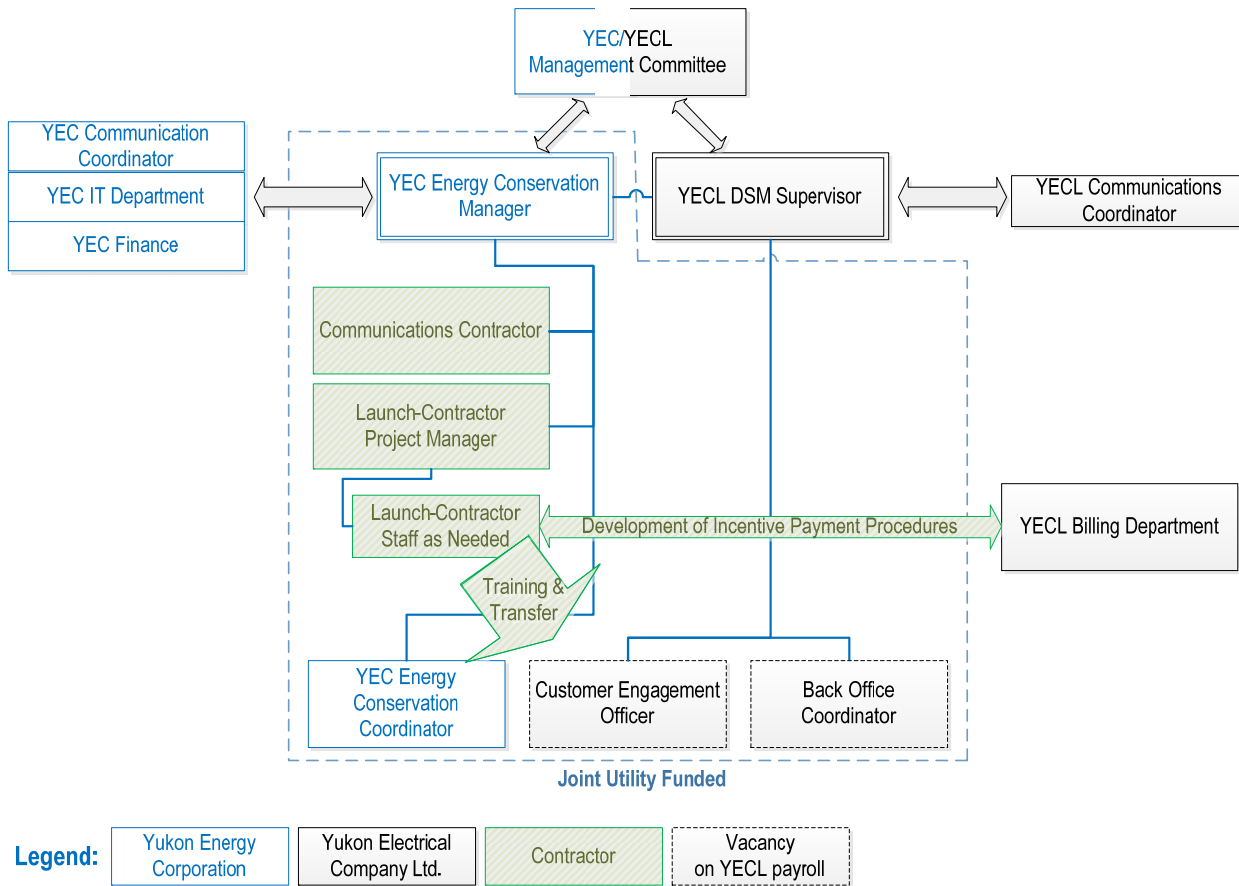 YEC/YECL
Management Committee
YEC Communication
Coordinator
YEC IT Department
YEC Finance
YEC Energy Conservation
Manager
YECL DSM Supervisor
YECL Communications
Coordinator
Communications Contractor
Launch-Contractor
Project Manager
Launch-Contractor
Staff as Needed
Development of Incentive Payment Procedures
YECL Billing Department
Training &
Transfer
YEC Energy
Conservation
Coordinator
Customer Engagement
Officer
Back Office
Coordinator
Joint Utility Funded
Legend:
Yukon Energy
Corporation
Yukon Electrical
Company Ltd.
Contractor
Vacancy
on YECL payroll